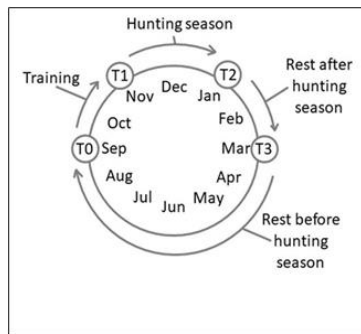 Hunting season
T1
T2
Training
Rest after
hunting
season
Nov
Dec
Jan
Oct
Feb
T0
Sep
Mar
T3
Aug
Apr
Jul
Jun
May
Rest before
hunting
season